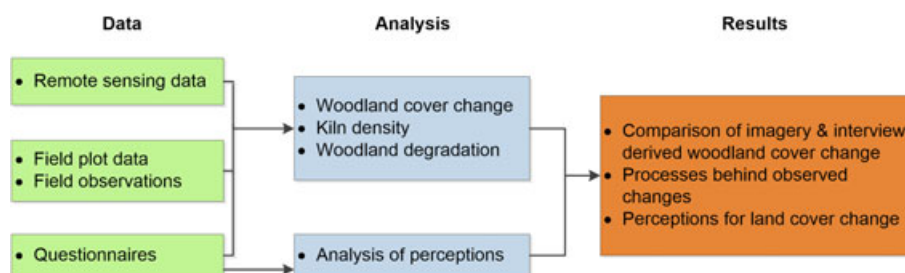 Data
Analysis
Results
• Remote sensing data
• Field plot data
• Field observations
• Questionnaires
• Woodland cover change
• Kiln density
• Woodland degradation
• Analysis of perceptions
• Comparison of imagery & interview
derived woodland cover change
• Processes behind observed
changes
• Perceptions for land cover change